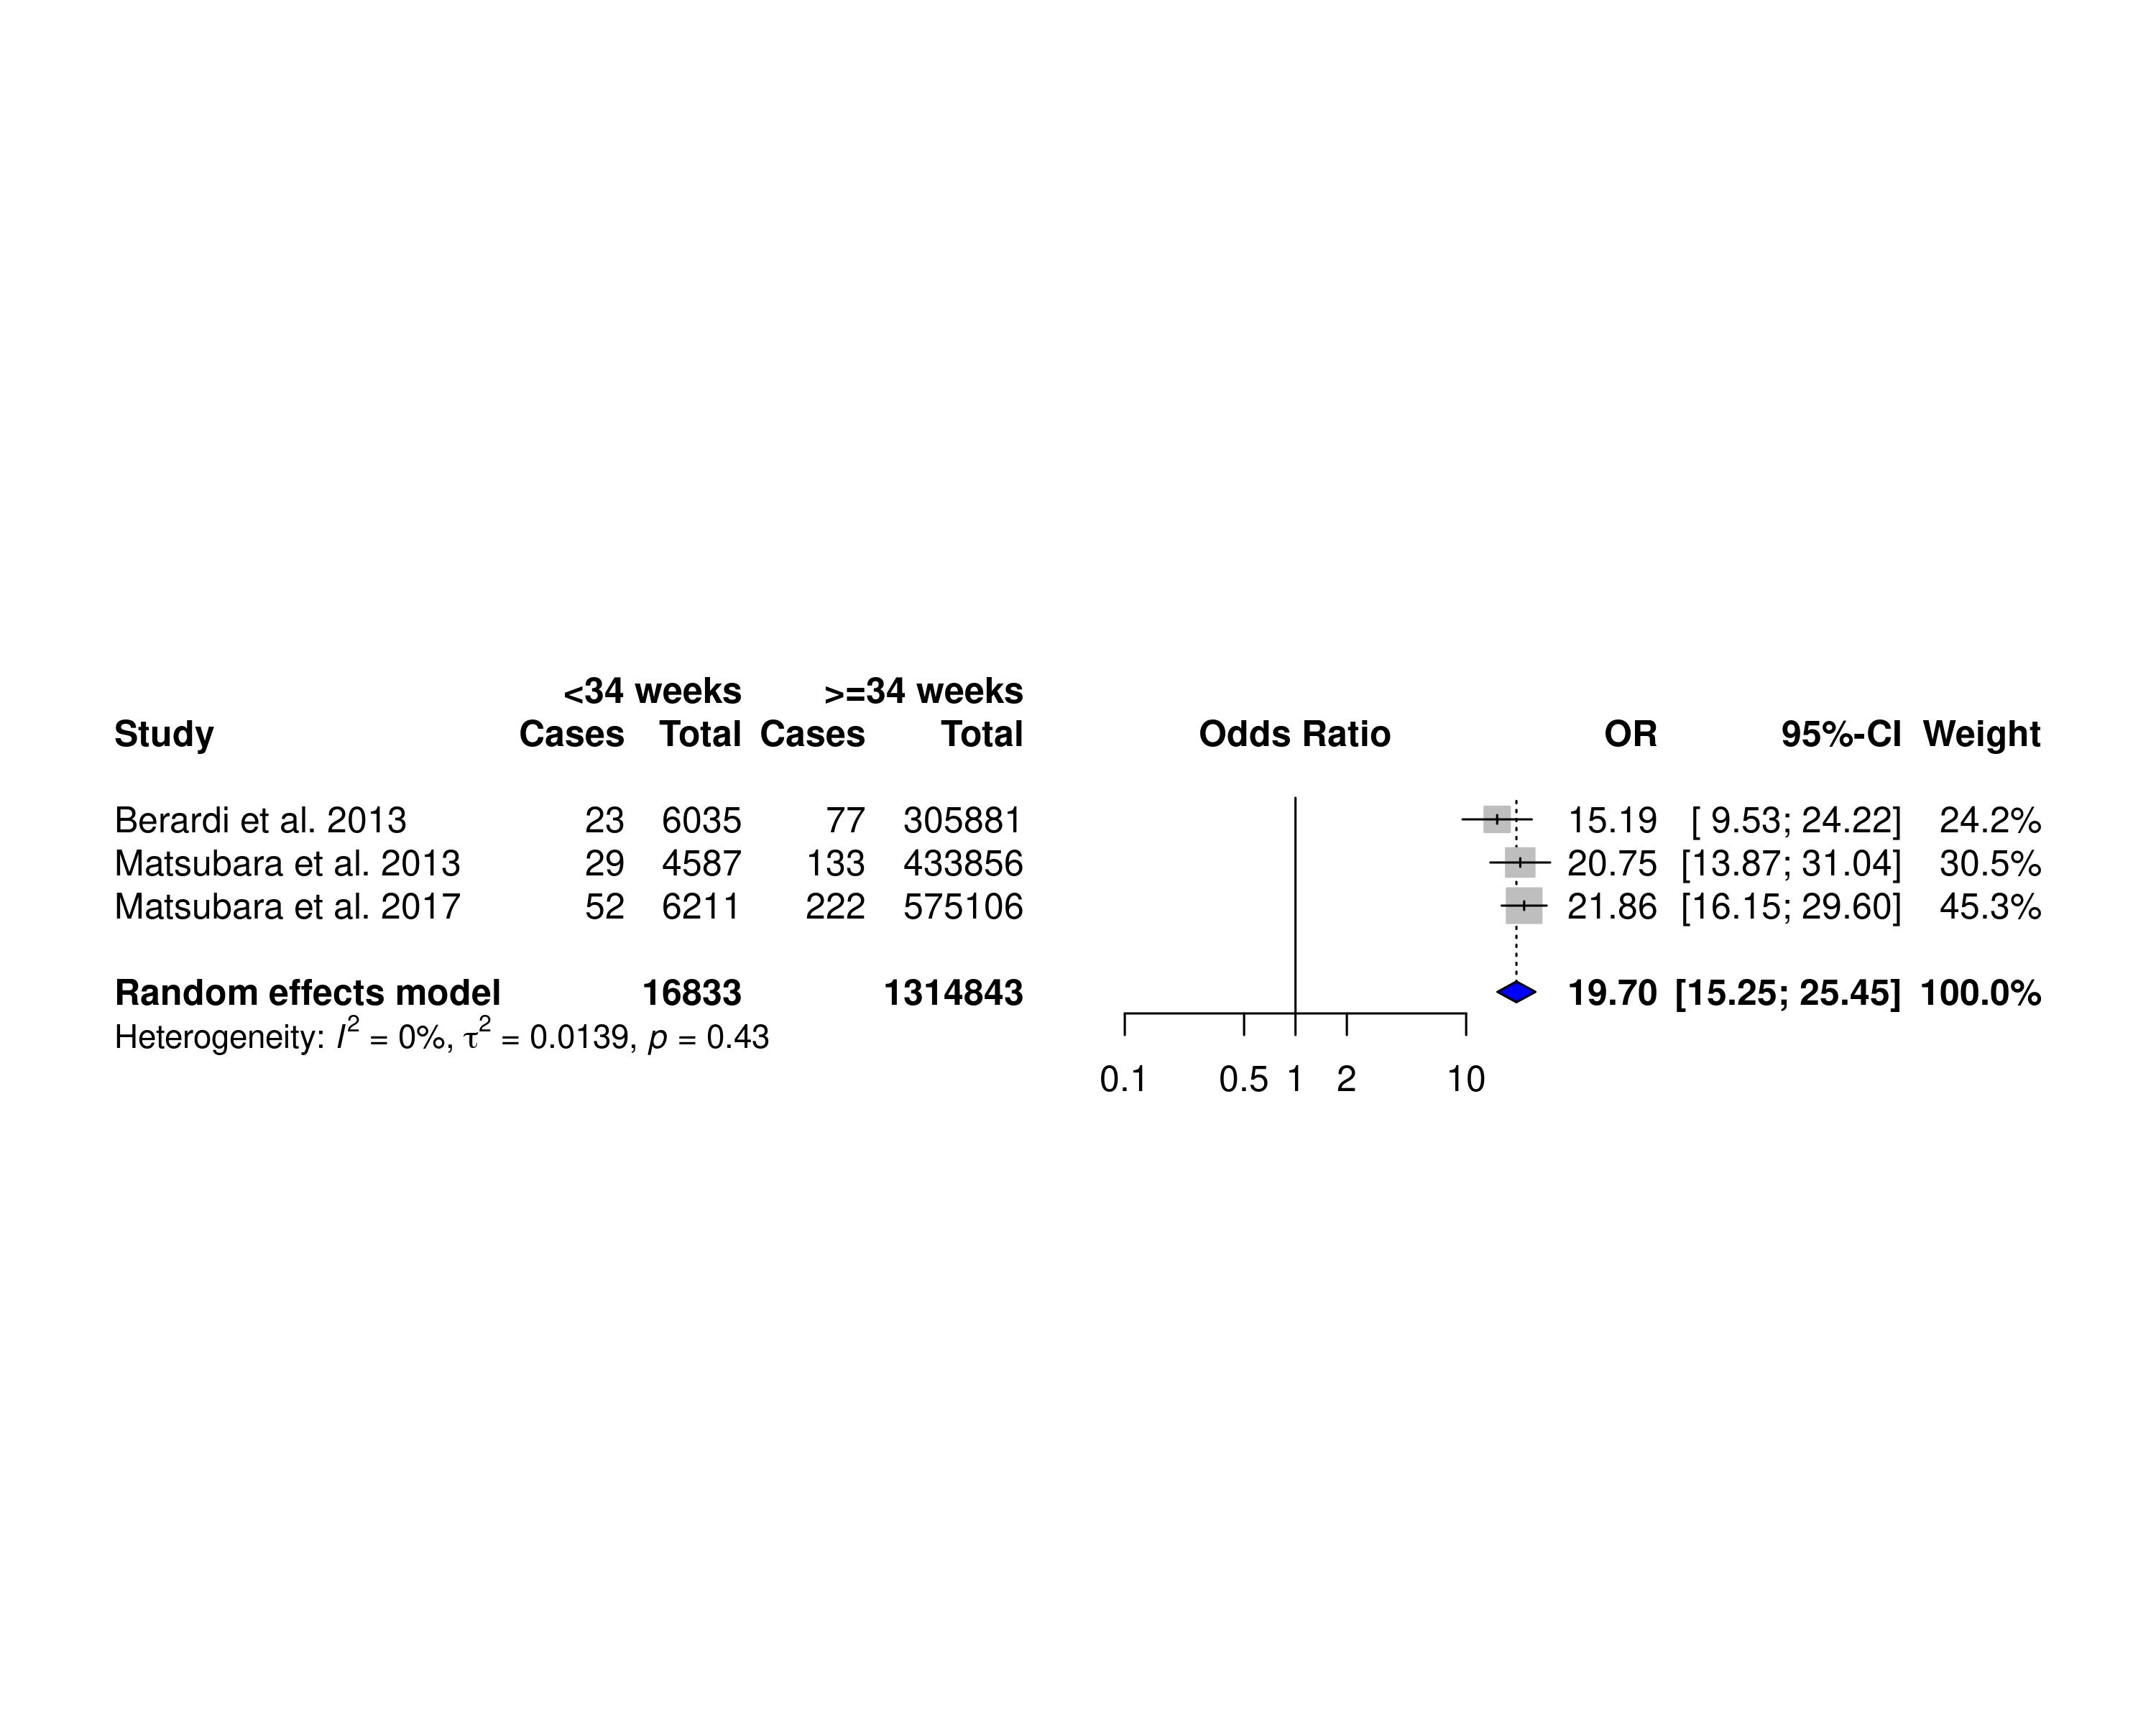 <34 weeks >=34 weeks
Study Cases Total Cases Total Odds Ratio OR 95%-CI Weight
Berardi et al. 2013 23 6035 77 305881 15.19 [ 9.53; 24.22] 24.2%
Matsubara et al. 2013 29 4587 133 433856 20.75 [13.87; 31.04] 30.5%
Matsubara et al. 2017 52 6211 222 575106 21.86 [16.15; 29.60] 45.3%
Random effects model 16833 1314843 19.70 [15.25; 25.45] 100.0%
Heterogeneity: I² = 0%, τ² = 0.0139, p = 0.43
0.1 0.5 1 2 10